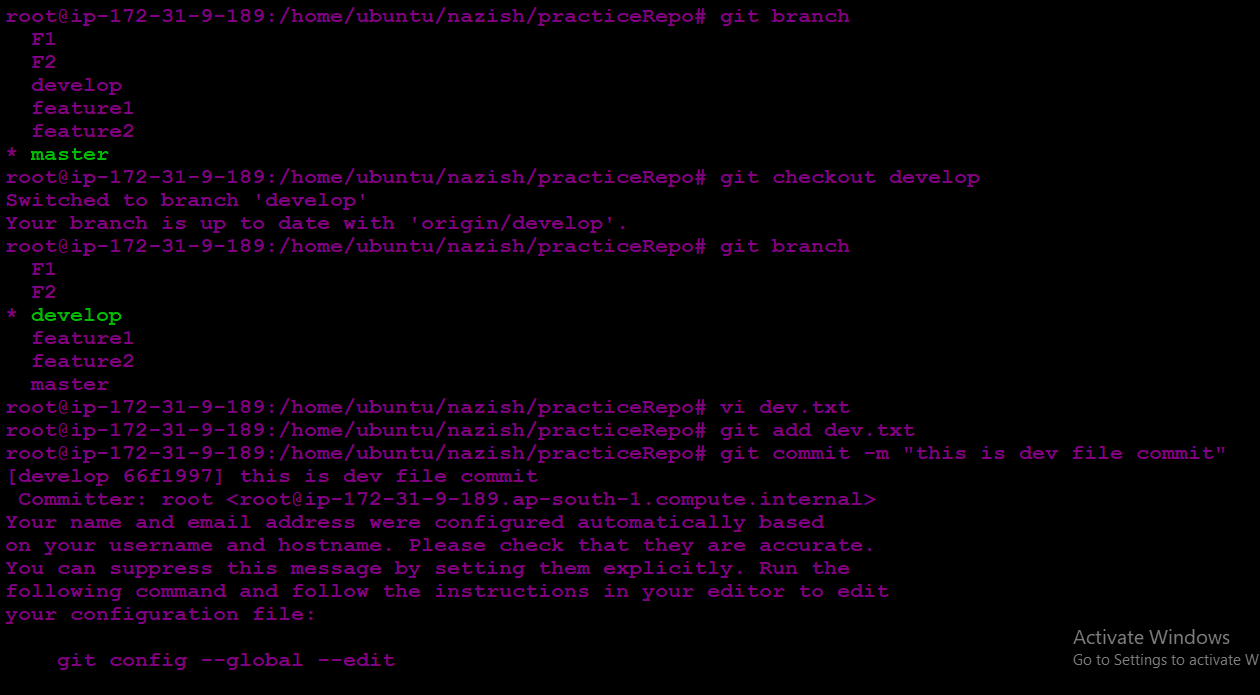 root@ip-172-31-9-189:/home/ubuntu/nazish/practiceRepo# git branch
  F1
  F2
  develop
  feature1
  feature2
* master
root@ip-172-31-9-189:/home/ubuntu/nazish/practiceRepo# git checkout develop
Switched to branch 'develop'
Your branch is up to date with 'origin/develop'.
root@ip-172-31-9-189:/home/ubuntu/nazish/practiceRepo# git branch
  F1
  F2
* develop
  feature1
  feature2
  master
root@ip-172-31-9-189:/home/ubuntu/nazish/practiceRepo# vi dev.txt
root@ip-172-31-9-189:/home/ubuntu/nazish/practiceRepo# git add dev.txt
root@ip-172-31-9-189:/home/ubuntu/nazish/practiceRepo# git commit -m "this is dev file commit"
[develop 66f1997] this is dev file commit
 Committer: root <root@ip-172-31-9-189.ap-south-1.compute.internal>
Your name and email address were configured automatically based
on your username and hostname. Please check that they are accurate.
You can suppress this message by setting them explicitly. Run the
following command and follow the instructions in your editor to edit
your configuration file:

    git config --global --edit
Activate Windows
Go to Settings to activate W